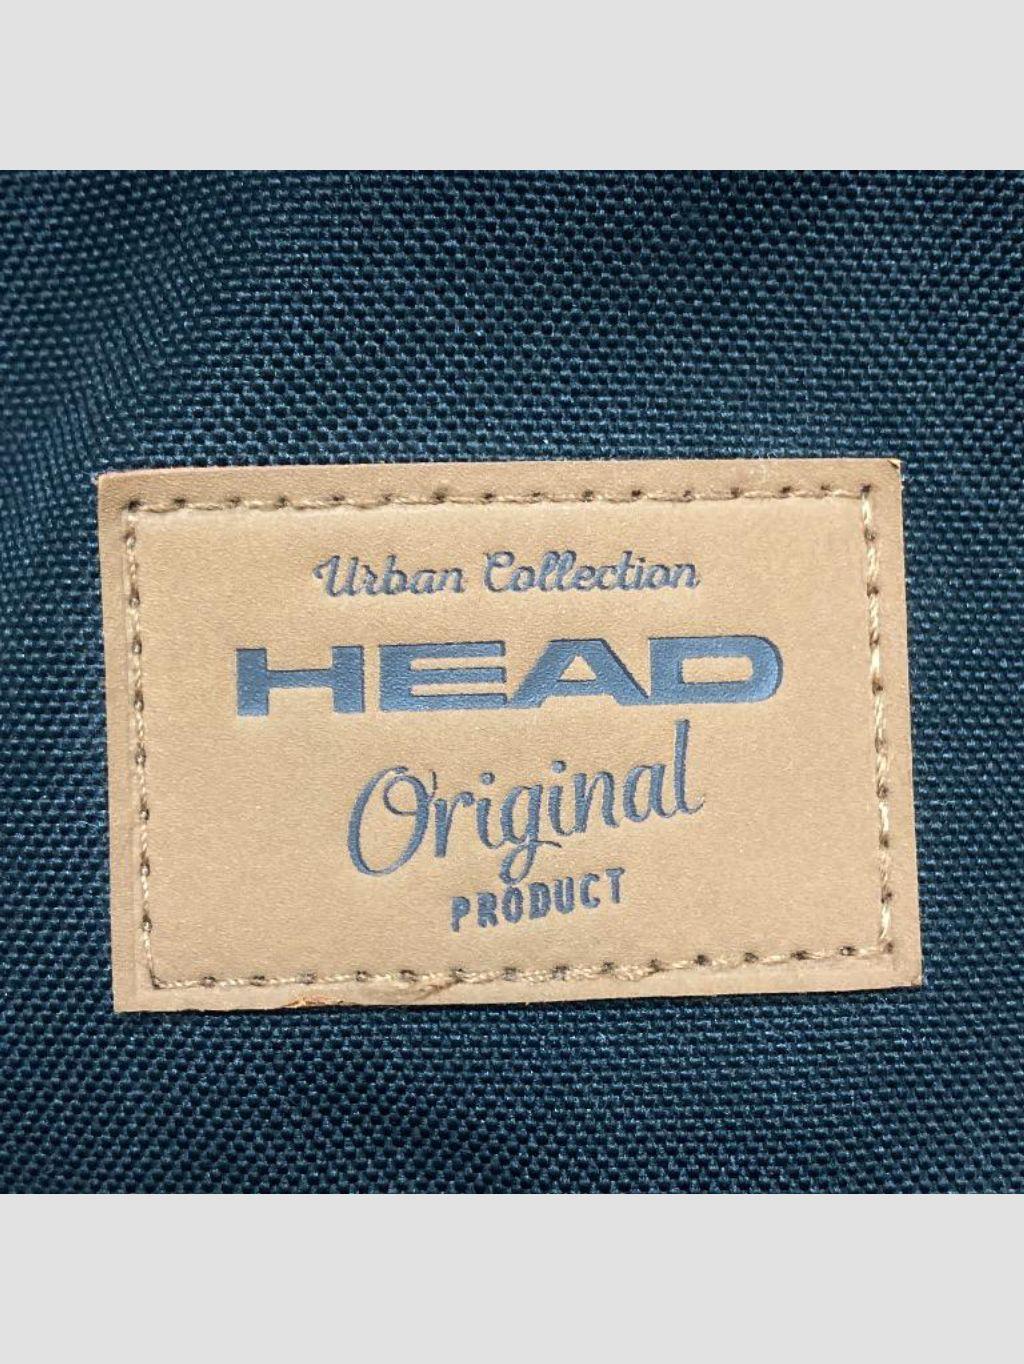 Urban Collection
HEAD
Original
PRODUCT